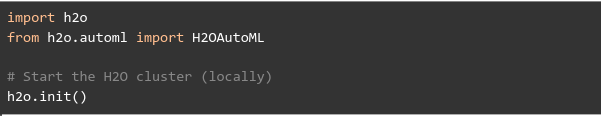 import h2o
from h2o.automl import H2OAutoML
# Start the H2O cluster (locally)
h2o.init()